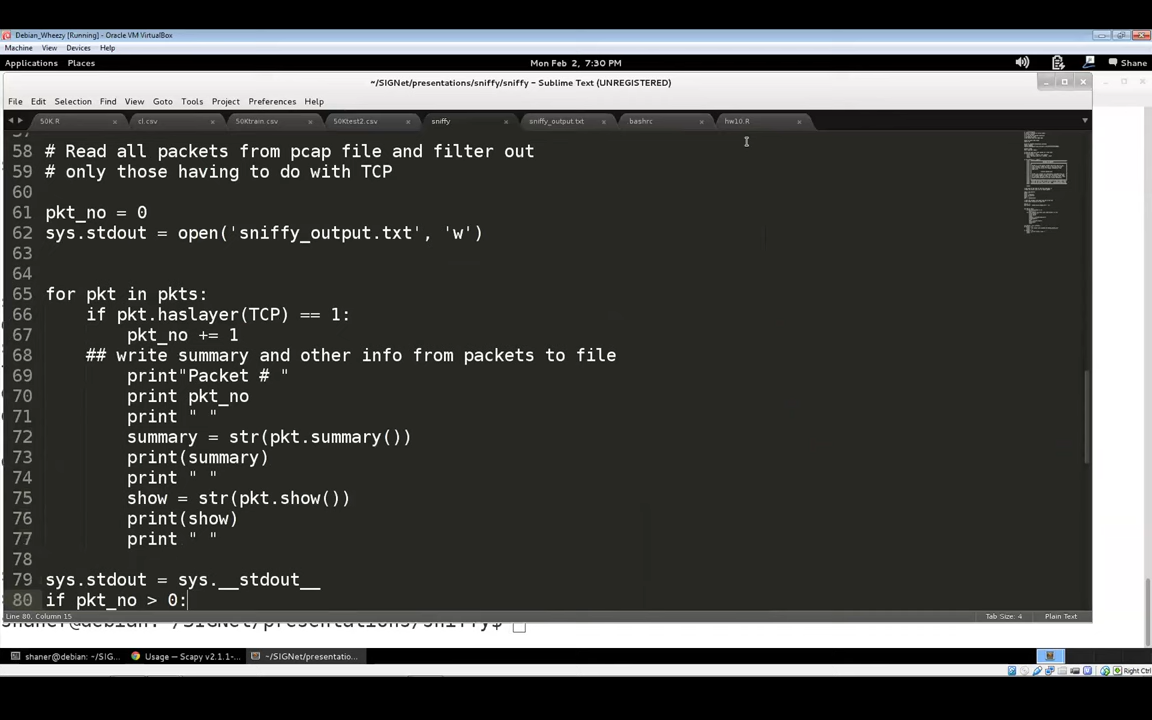 Debian_Wheezy [Running] - Oracle VM VirtualBox
Machine View Devices Help
Applications Places Mon Feb 2, 7:30 PM Shane
~/SIGNet/presentations/sniffy/sniffy - Sublime Text (UNREGISTERED)
File Edit Selection Find View Goto Tools Project Preferences Help
50K.R cl.csv 50Ktrain.csv 50Ktest2.csv sniffy sniffy_output.txt bashrc hw10.R
58 # Read all packets from pcap file and filter out
59 # only those having to do with TCP
60
61 pkt_no = 0
62 sys.stdout = open('sniffy_output.txt', 'w')
63
64
65 for pkt in pkts:
66 if pkt.haslayer(TCP) == 1:
67 pkt_no += 1
68 ## write summary and other info from packets to file
69 print"Packet # "
70 print pkt_no
71 print " "
72 summary = str(pkt.summary())
73 print(summary)
74 print " "
75 show = str(pkt.show())
76 print(show)
77 print " "
78
79 sys.stdout = sys.__stdout__
80 if pkt_no > 0:
Line 80, Column 15 Tab Size: 4 Plain Text
shaner@debian: ~/SIGNet/presentations/sniffy$
shaner@debian: ~/SIG... Usage — Scapy v2.1.1-... ~/SIGNet/presentatio...
Right Ctrl